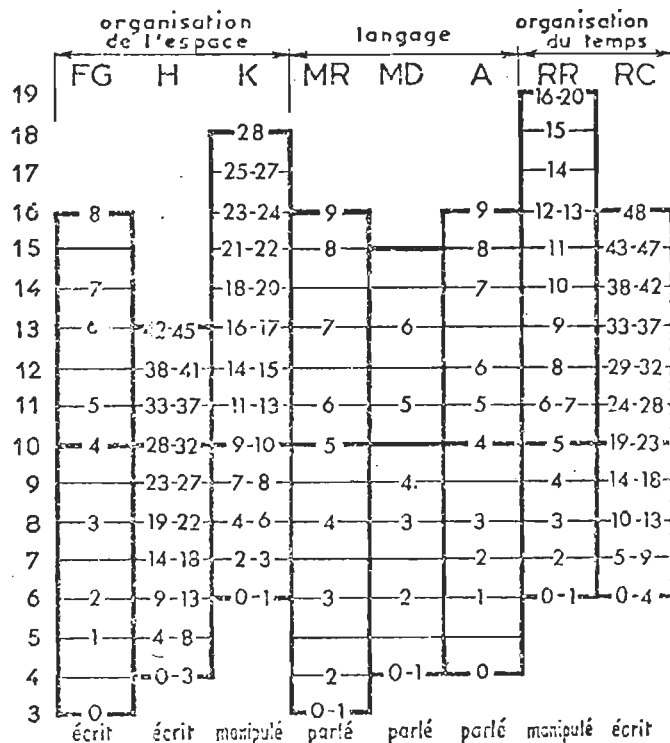 organisation de l'espace
langage
organisation du temps
FG H K MR MD A RR RC
19 16-20
18 28 15
17 25-27 14
16 8 23-24 9 9 12-13 48
15 21-22 8 8 11 43-47
14 7 18-20 7 10 38-42
13 6 42-45 16-17 7 6 9 33-37
12 38-41 14-15 6 8 29-32
11 5 33-37 11-13 6 5 5 6-7 24-28
10 4 28-32 9-10 5 4 5 19-23
9 23-27 7-8 4 4 14-18
8 3 19-22 4-6 4 3 3 3 10-13
7 14-18 2-3 2 2 5-9
6 2 9-13 0-1 3 2 1 0-1 0-4
5 1 4-8
4 0-3 2 0-1 0
3 0 0-1
écrit écrit manipulé parlé parlé parlé manipulé écrit